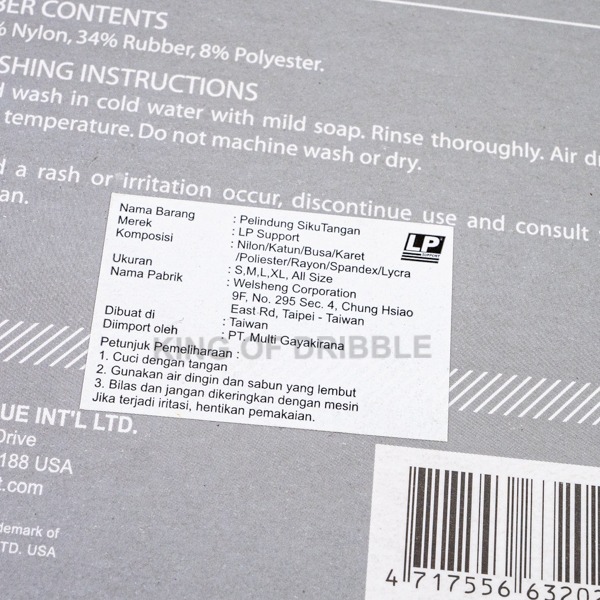 BER CONTENTS
% Nylon, 34% Rubber, 8% Polyester.
SHING INSTRUCTIONS
wash in cold water with mild soap. Rinse thoroughly. Air
temperature. Do not machine wash or dry.
a rash or irritation occur, discontinue use and consult
Nama Barang : Pelindung SikuTangan
Merek : LP Support
Komposisi : Nilon/Katun/Busa/Karet
/Poliester/Rayon/Spandex/Lycra
Ukuran : S,M,L,XL, All Size
Nama Pabrik : Welsheng Corporation
9F, No. 295 Sec. 4, Chung Hsiao
East Rd, Taipei - Taiwan
Dibuat di : Taiwan
Diimport oleh : PT. Multi Gayakirana
Petunjuk Pemeliharaan :
1. Cuci dengan tangan
2. Gunakan air dingin dan sabun yang lembut
3. Bilas dan jangan dikeringkan dengan mesin
Jika terjadi iritasi, hentikan pemakaian.
LP
SUPPORT
KING OF DRIBBLE
UE INT'L LTD.
Drive
188 USA
t.com
demark of
TD. USA
4 717556 63202